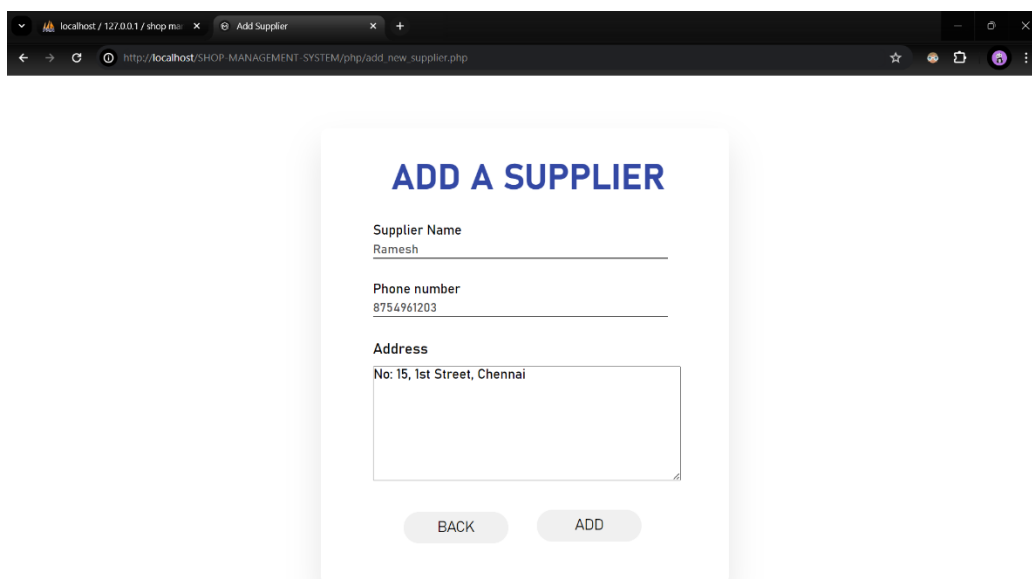 localhost / 127.0.0.1 / shop ma
Add Supplier
http://localhost/SHOP-MANAGEMENT-SYSTEM/php/add_new_supplier.php
ADD A SUPPLIER
Supplier Name
Ramesh
Phone number
8754961203
Address
No: 15, 1st Street, Chennai
BACK
ADD